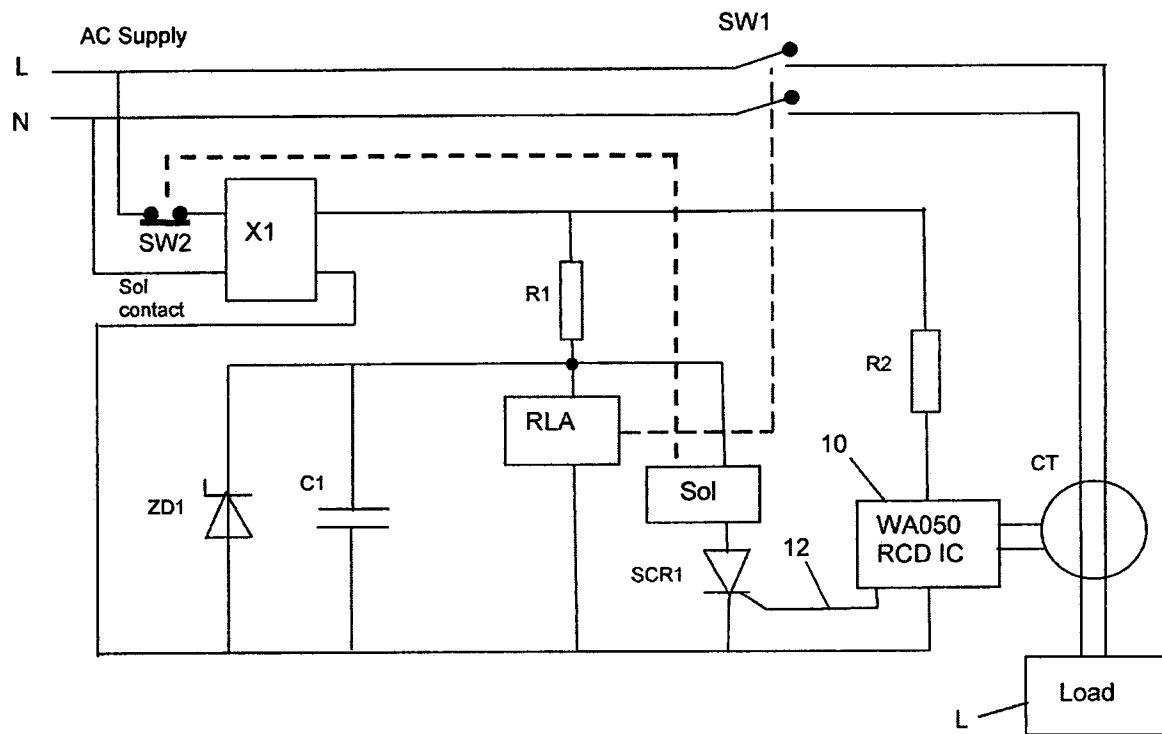 SW1
AC Supply
L
N
SW2
X1
Sol
contact
R1
R2
RLA
10
CT
ZD1
C1
Sol
WA050
RCD IC
SCR1
12
Load
L